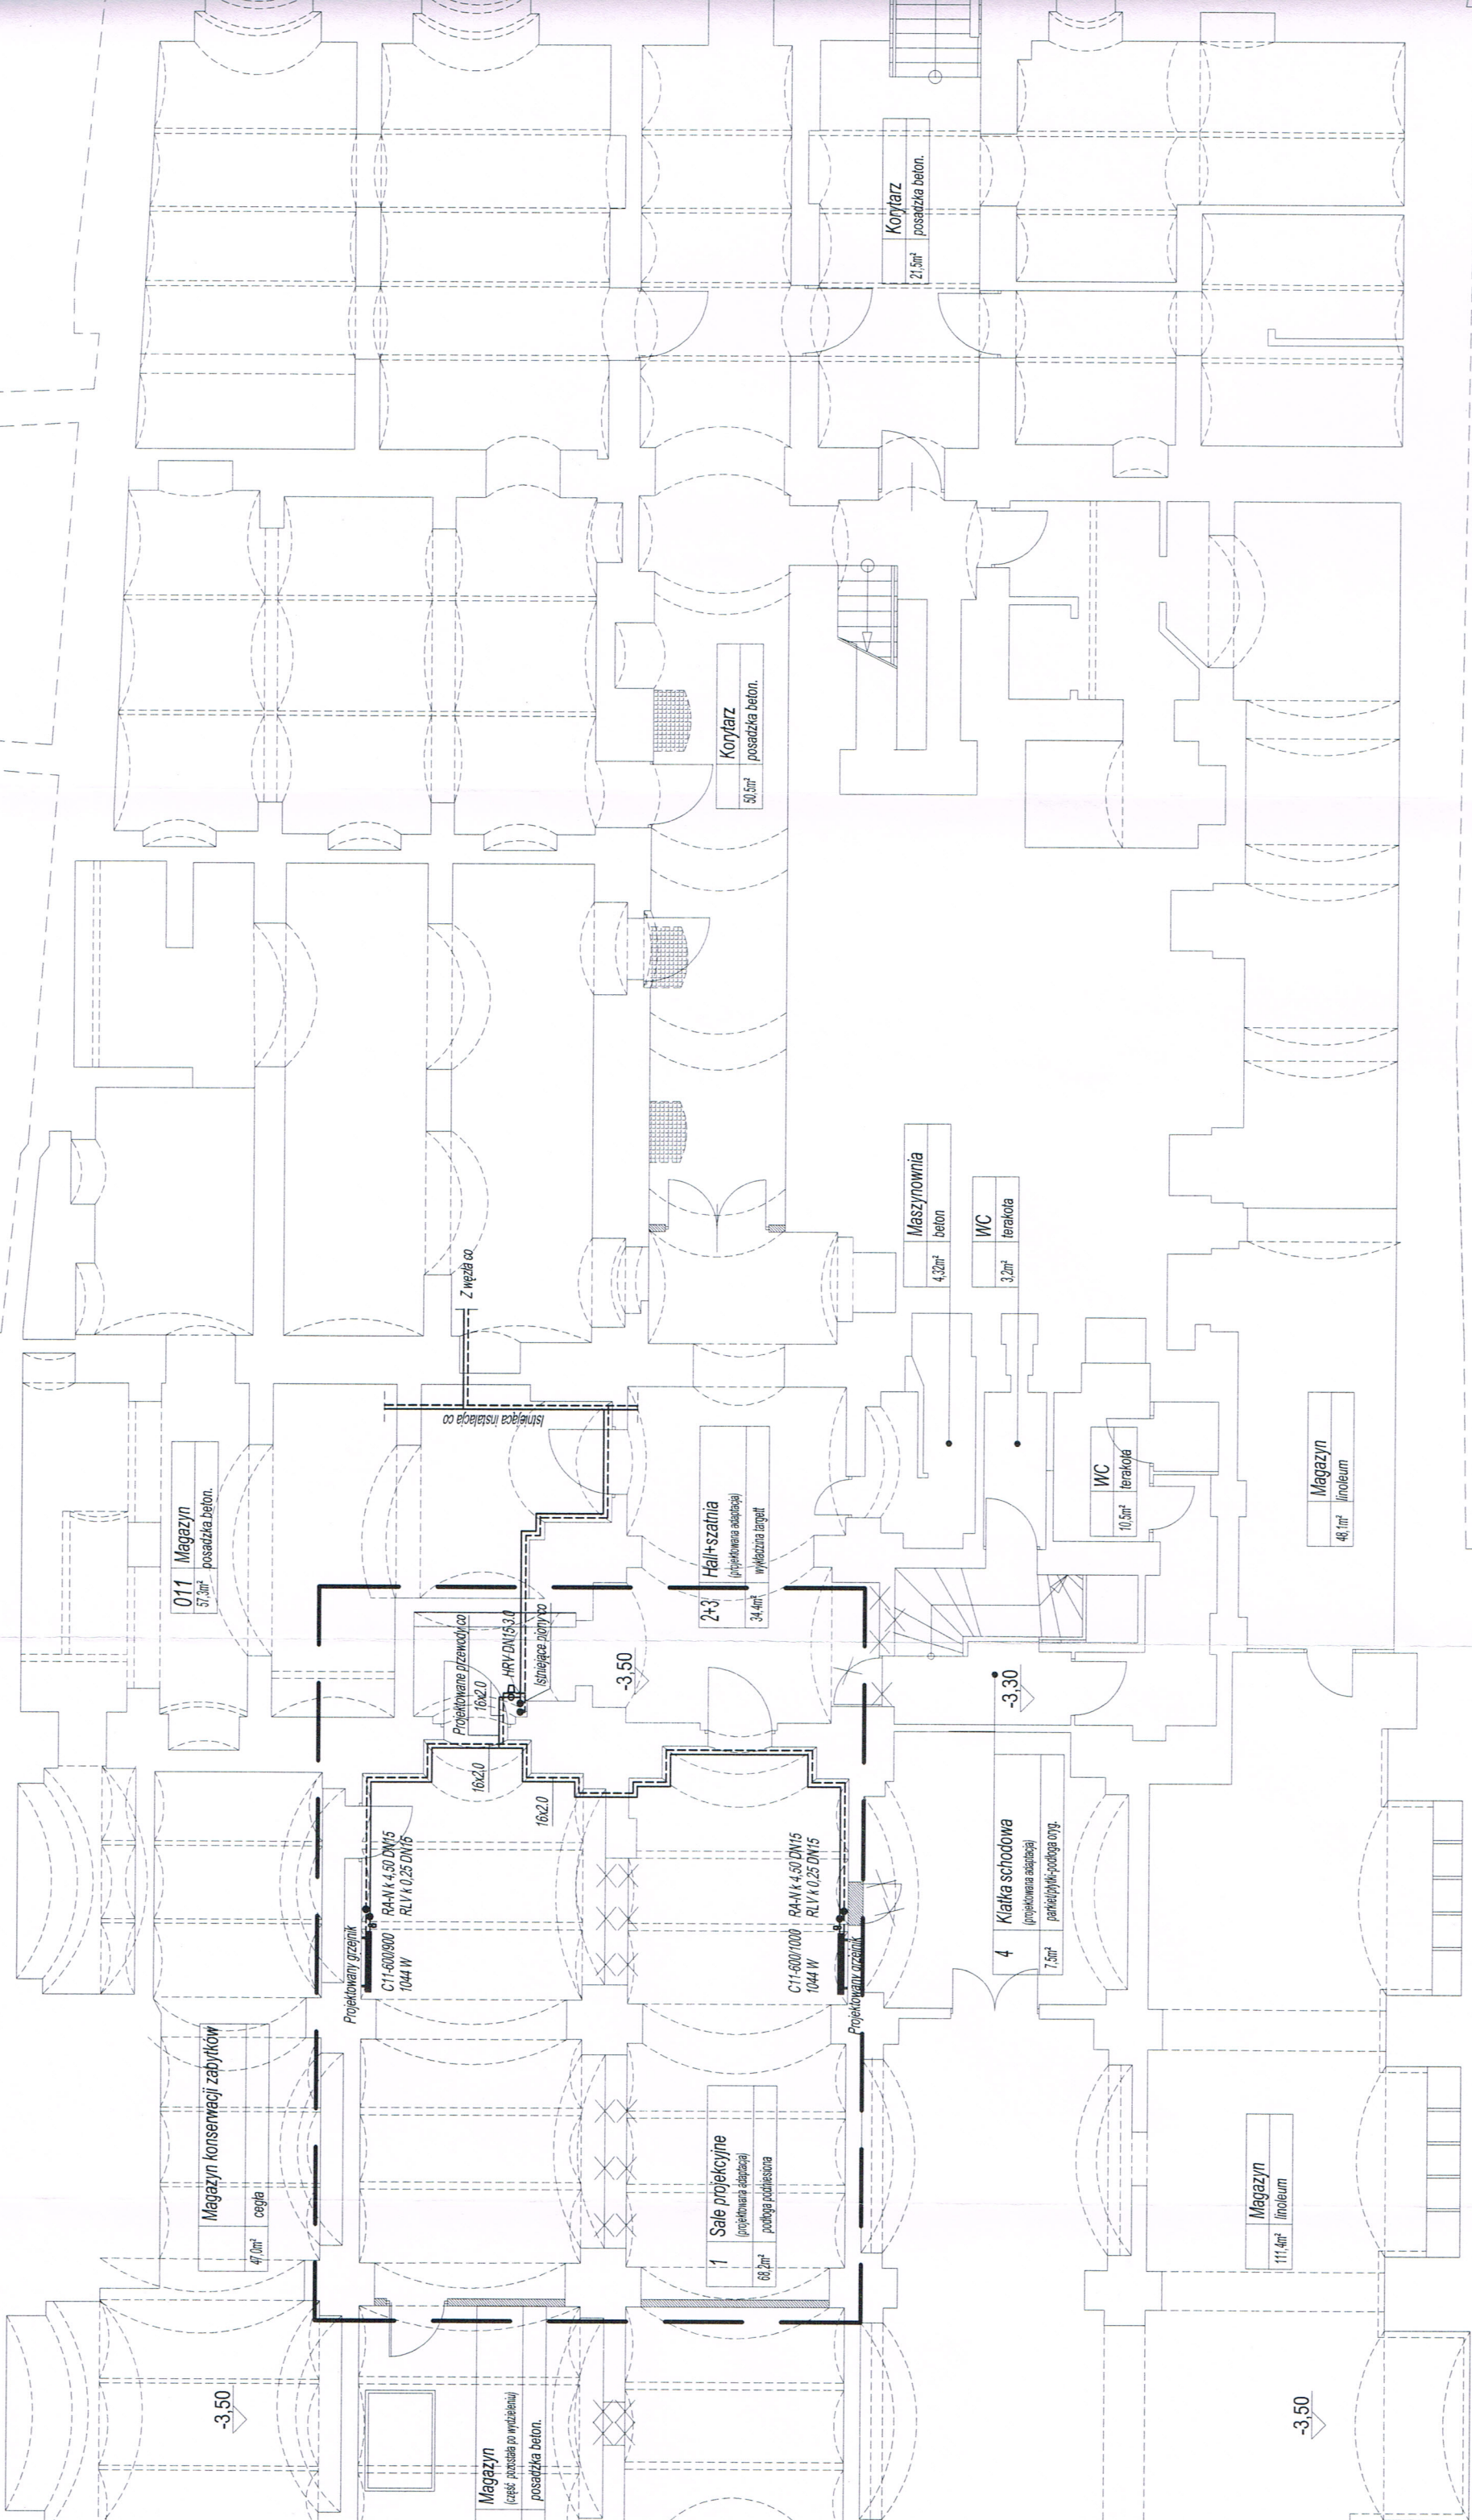 Korytarz
21,5m² posadzka beton.
Korytarz
50,5m² posadzka beton.
Maszynownia
4,32m² beton
WC
3,2m² terakota
Z węzła co
Istniejąca instalacja co
011 Magazyn
57,3m² posadzka beton.
2+3 Hall+szatnia
(projektowana adaptacja)
34,4m² wykładzina targett
WC
10,5m² terakota
Magazyn
48,1m² linoleum
Projektowane przewody co
16x2.0
HRV DN15 3.0
Istniejące piony co
-3,50
-3,30
16x2.0
16x2.0
Projektowany grzejnik
C11-600/900 RA-N k 4,50 DN15
1044 W RLV k 0,25 DN15
C11-600/1000 RA-N k 4,50 DN15
1044 W RLV k 0,25 DN15
Projektowany grzejnik
4 Klatka schodowa
(projektowana adaptacja)
7,5m² parkiet/płytki-podłoga oryg.
Magazyn konserwacji zabytków
47,0m² cegła
1 Sale projekcyjne
(projektowana adaptacja)
68,2m² podłoga podniesiona
Magazyn
111,4m² linoleum
-3,50
Magazyn
(część pozostała po wydzieleniu)
posadzka beton.
-3,50